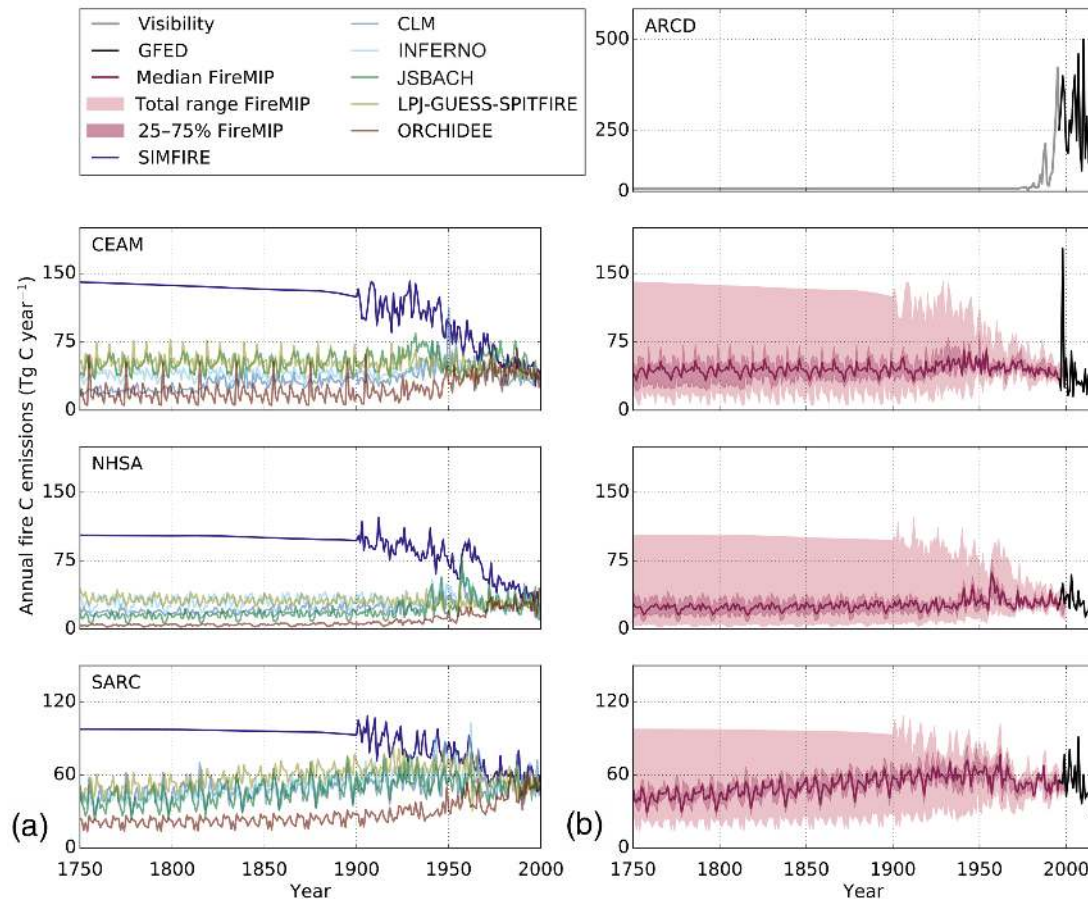 Visibility
GFED
Median FireMIP
Total range FireMIP
25–75% FireMIP
SIMFIRE
CLM
INFERNO
JSBACH
LPJ-GUESS-SPITFIRE
ORCHIDEE
ARCD
500
250
0
Annual fire C emissions (Tg C year⁻¹)
CEAM
150
75
0
150
75
0
NHSA
150
75
0
150
75
0
SARC
120
60
0
120
60
0
(a)
(b)
1750 1800 1850 1900 1950 2000
Year
1750 1800 1850 1900 1950 2000
Year